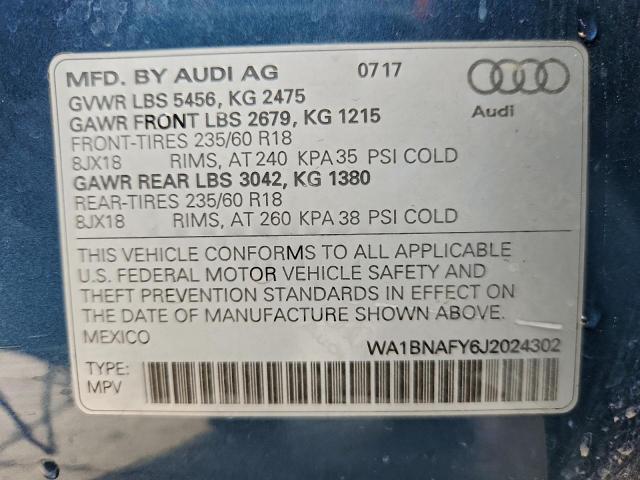 MFD. BY AUDI AG 0717
GVWR LBS 5456, KG 2475
GAWR FRONT LBS 2679, KG 1215
FRONT-TIRES 235/60 R18
8JX18 RIMS, AT 240 KPA 35 PSI COLD
GAWR REAR LBS 3042, KG 1380
REAR-TIRES 235/60 R18
8JX18 RIMS, AT 260 KPA 38 PSI COLD
Audi
THIS VEHICLE CONFORMS TO ALL APPLICABLE
U.S. FEDERAL MOTOR VEHICLE SAFETY AND
THEFT PREVENTION STANDARDS IN EFFECT ON
THE DATE OF MANUFACTURE SHOWN ABOVE.
MEXICO
WA1BNAFY6J2024302
TYPE:
MPV